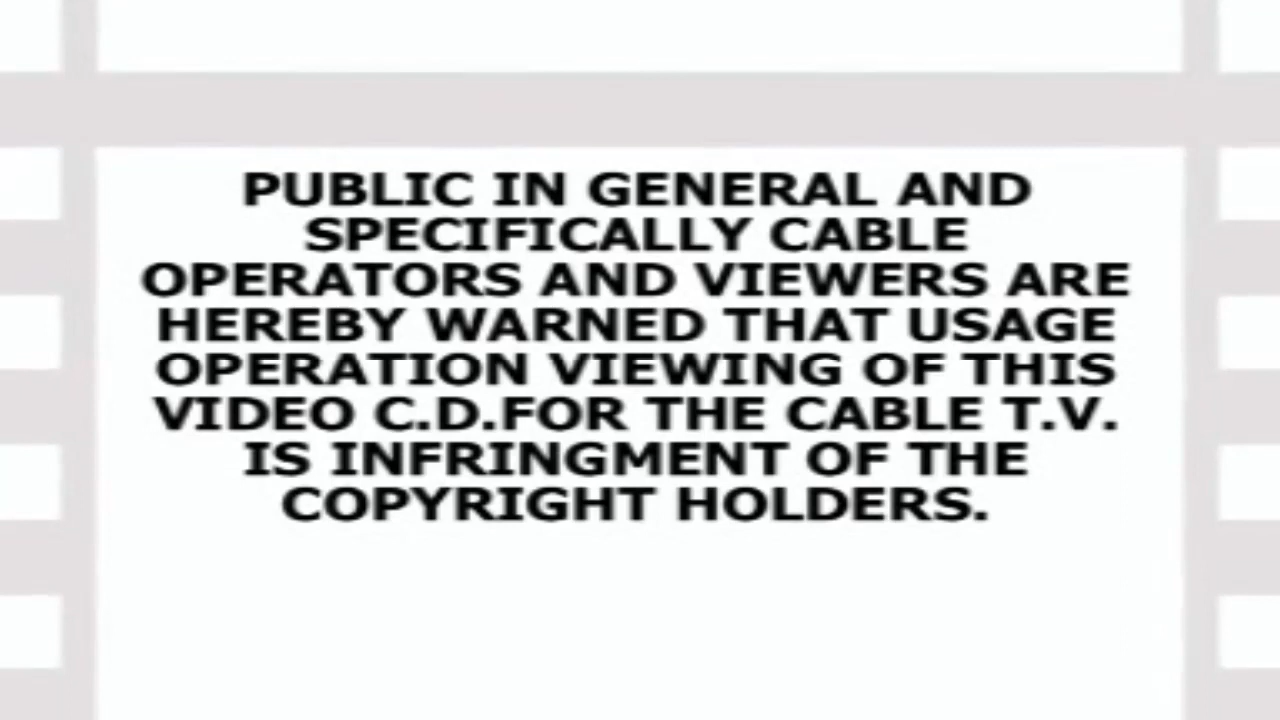 PUBLIC IN GENERAL AND
SPECIFICALLY CABLE
OPERATORS AND VIEWERS ARE
HEREBY WARNED THAT USAGE
OPERATION VIEWING OF THIS
VIDEO C.D.FOR THE CABLE T.V.
IS INFRINGMENT OF THE
COPYRIGHT HOLDERS.